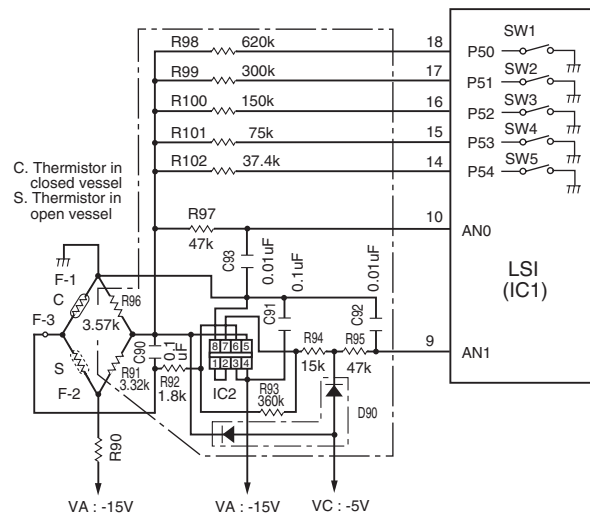 R98 620k 18 P50 SW1
R99 300k 17 P51 SW2
R100 150k 16 P52 SW3
R101 75k 15 P53 SW4
R102 37.4k 14 P54 SW5
C. Thermistor in
closed vessel
S. Thermistor in
open vessel
R97
47k
10 AN0
C93
0.01uF
0.1uF
0.01uF
LSI
(IC1)
F-1
C
R96
3.57k
F-3
S
F-2
R91
3.32k
C90
0.1
uF
R92
1.8k
8 7 6 5
1 2 3 4
IC2
C91
C92
R94
15k
R95
47k
9 AN1
R93
360k
D90
R90
VA : -15V
VA : -15V
VC : -5V